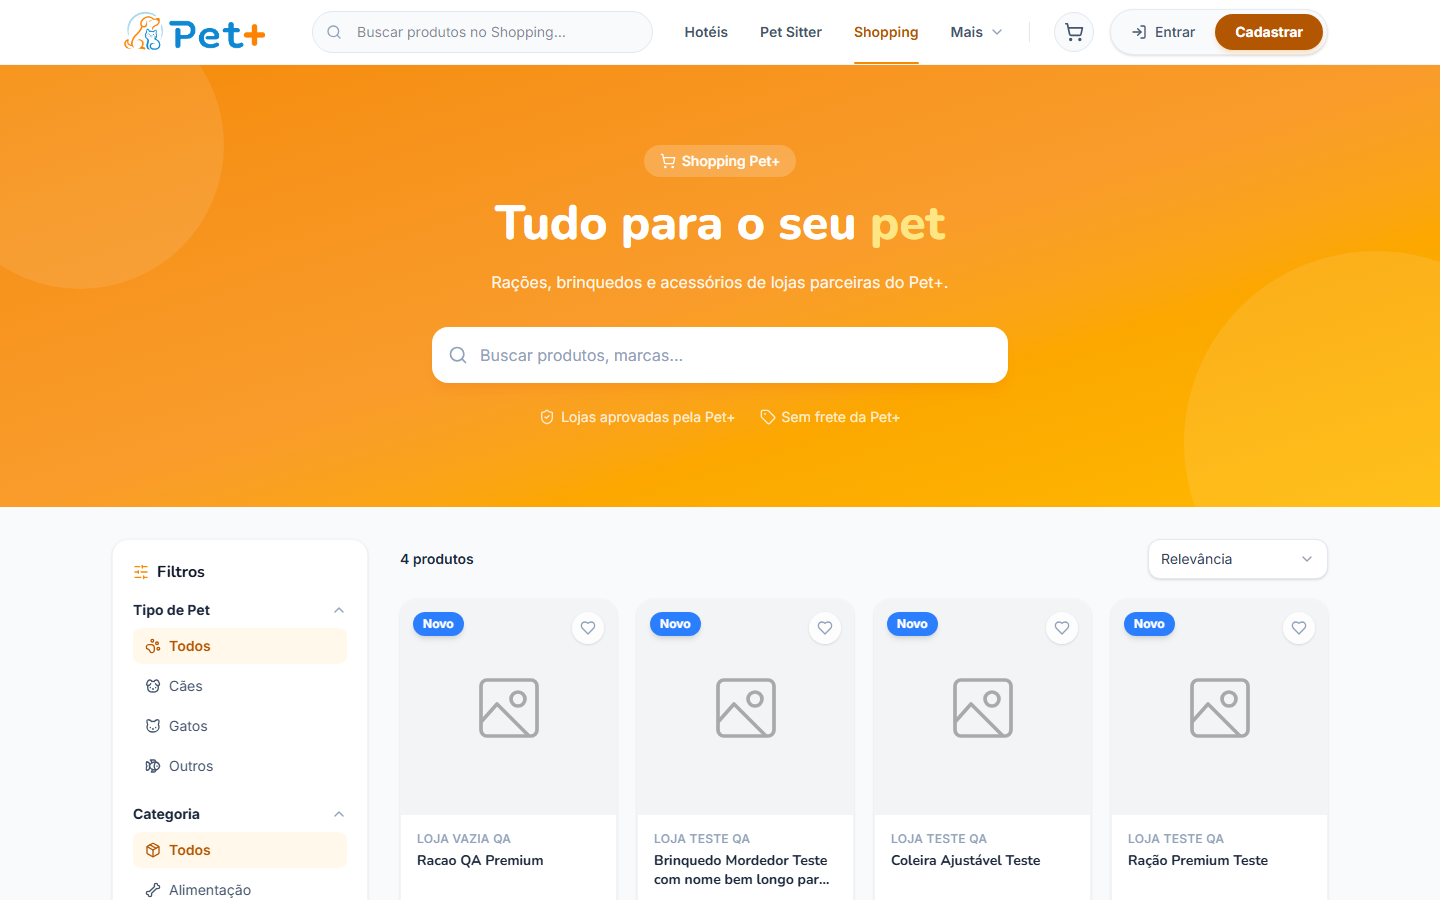 Pet+
Buscar produtos no Shopping...
Hotéis
Pet Sitter
Shopping
Mais
Entrar
Cadastrar
Shopping Pet+
Tudo para o seu pet
Rações, brinquedos e acessórios de lojas parceiras do Pet+.
Buscar produtos, marcas...
Lojas aprovadas pela Pet+
Sem frete da Pet+
Filtros
Tipo de Pet
Todos
Cães
Gatos
Outros
Categoria
Todos
Alimentação
4 produtos
Relevância
Novo
LOJA VAZIA QA
Racao QA Premium
Novo
LOJA TESTE QA
Brinquedo Mordedor Teste
com nome bem longo par...
Novo
LOJA TESTE QA
Coleira Ajustável Teste
Novo
LOJA TESTE QA
Ração Premium Teste